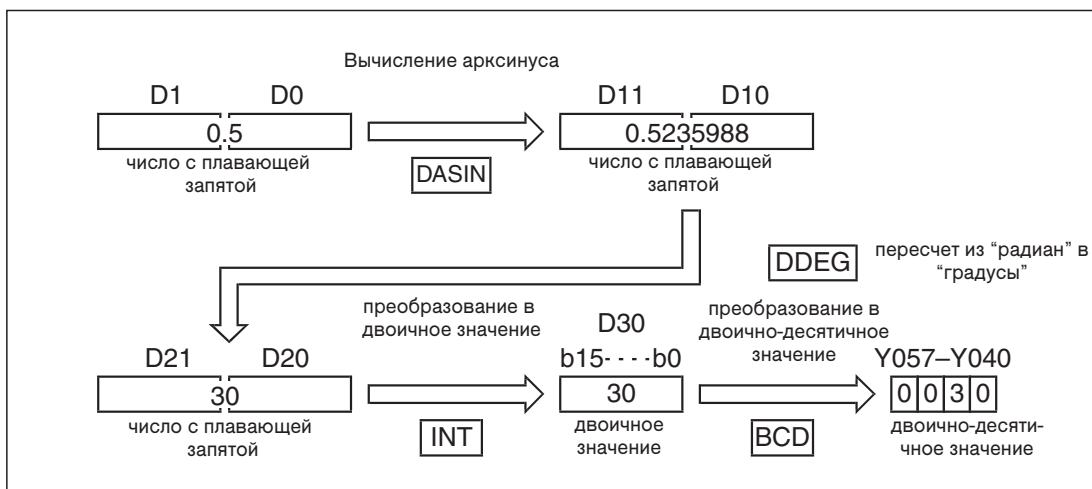 Вычисление арксинуса
D1 D0
D11 D10
0.5
0.5235988
число с плавающей
запятой
DASIN
число с плавающей
запятой
DDEG
пересчет из “радиан” в
“градусы”
преобразование в
двоичное значение
преобразование в
двоично-десятичное
значение
D21 D20
D30
b15- - - - b0
Y057–Y040
30
30
0 0 3 0
число с плавающей
запятой
INT
двоичное
значение
BCD
двоично-десяти-
чное значение